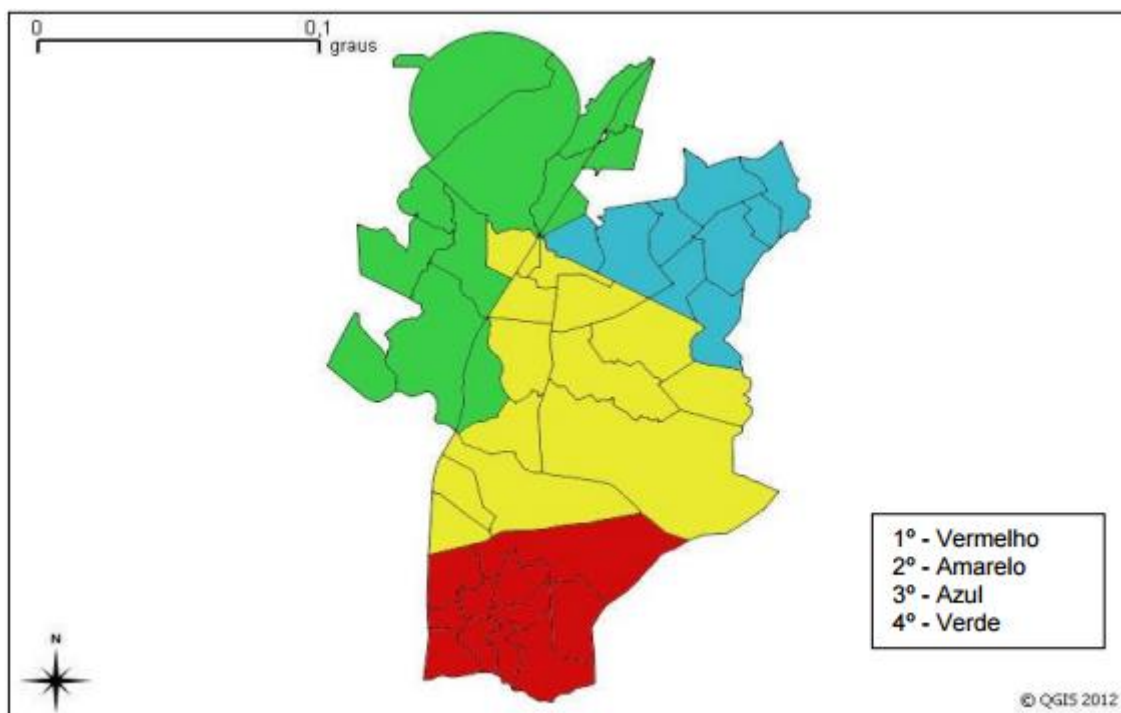 0 0,1
graus
1º - Vermelho
2º - Amarelo
3º - Azul
4º - Verde
N
© QGIS 2012